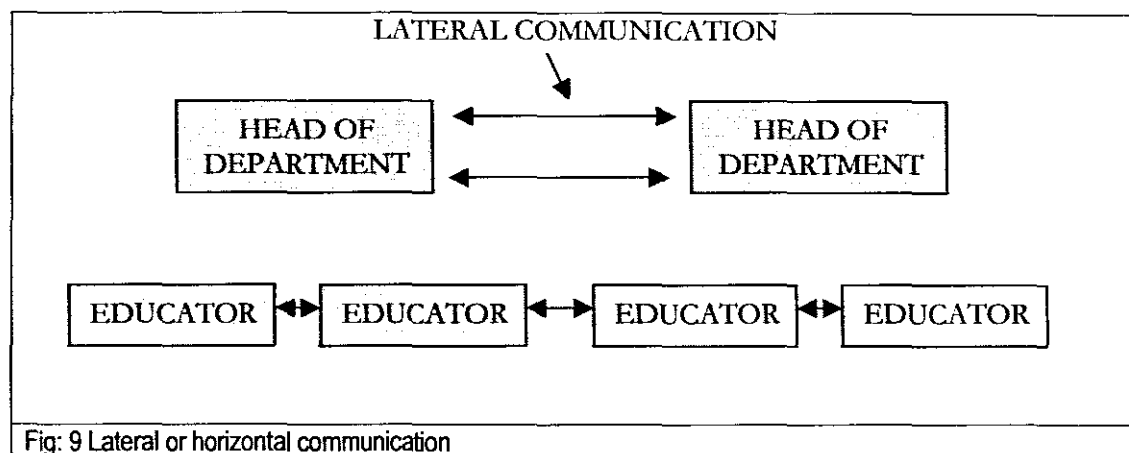 LATERAL COMMUNICATION
HEAD OF
DEPARTMENT
HEAD OF
DEPARTMENT
EDUCATOR
EDUCATOR
EDUCATOR
EDUCATOR
Fig: 9 Lateral or horizontal communication